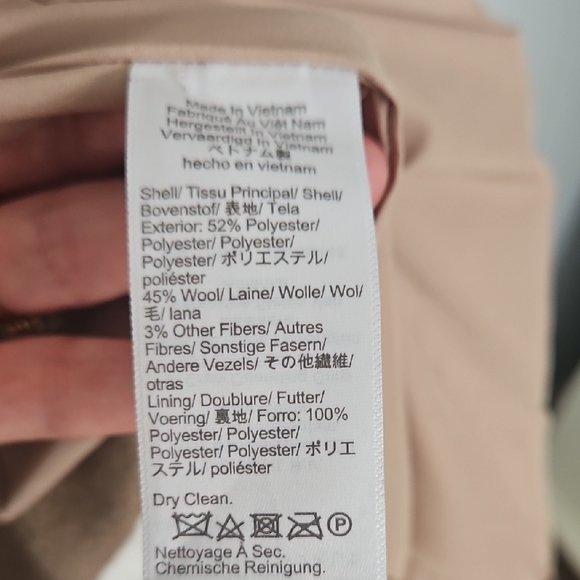 Made In Vietnam
Fabriqué Au Viêt Nam
Hergestellt In Vietnam
Vervaardigd In Vietnam
ベトナム製
hecho en vietnam
Shell/ Tissu Principal/ Shell/
Bovenstof/ 表地/ Tela
Exterior: 52% Polyester/
Polyester/ Polyester/
Polyester/ ポリエステル/
poliéster
45% Wool/ Laine/ Wolle/ Wol/
毛/ lana
3% Other Fibers/ Autres
Fibres/ Sonstige Fasern/
Andere Vezels/ その他繊維/
otras
Lining/ Doublure/ Futter/
Voering/ 裏地/ Forro: 100%
Polyester/ Polyester/
Polyester/ Polyester/ ポリエ
ステル/ poliéster
Dry Clean.
P
Nettoyage À Sec.
Chemische Reinigung.